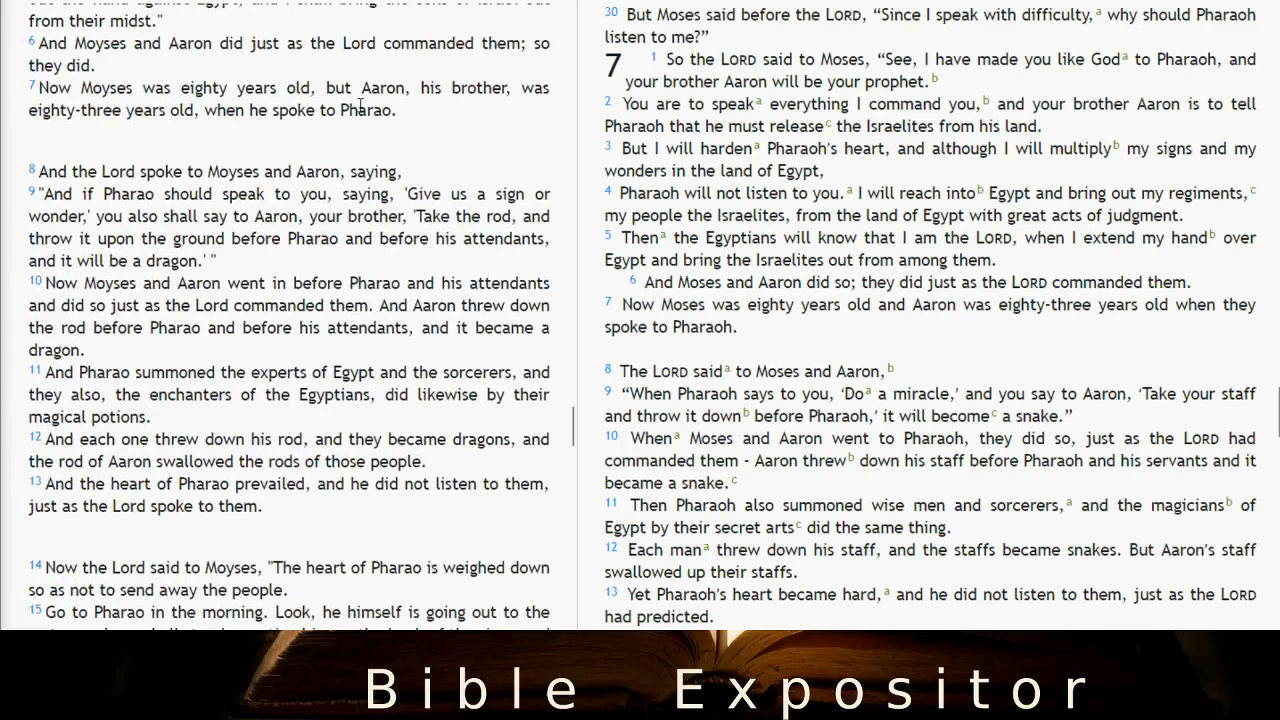 from their midst."
6 And Moyses and Aaron did just as the Lord commanded them; so
they did.
7 Now Moyses was eighty years old, but Aaron, his brother, was
eighty-three years old, when he spoke to Pharao.
8 And the Lord spoke to Moyses and Aaron, saying,
9 "And if Pharao should speak to you, saying, 'Give us a sign or
wonder,' you also shall say to Aaron, your brother, 'Take the rod, and
throw it upon the ground before Pharao and before his attendants,
and it will be a dragon.' "
10 Now Moyses and Aaron went in before Pharao and his attendants
and did so just as the Lord commanded them. And Aaron threw down
the rod before Pharao and before his attendants, and it became a
dragon.
11 And Pharao summoned the experts of Egypt and the sorcerers, and
they also, the enchanters of the Egyptians, did likewise by their
magical potions.
12 And each one threw down his rod, and they became dragons, and
the rod of Aaron swallowed the rods of those people.
13 And the heart of Pharao prevailed, and he did not listen to them,
just as the Lord spoke to them.
14 Now the Lord said to Moyses, "The heart of Pharao is weighed down
so as not to send away the people.
15 Go to Pharao in the morning. Look, he himself is going out to the
30 But Moses said before the LORD, “Since I speak with difficulty,a why should Pharaoh
listen to me?”
7 1 So the LORD said to Moses, “See, I have made you like Goda to Pharaoh, and
your brother Aaron will be your prophet.b
2 You are to speaka everything I command you,b and your brother Aaron is to tell
Pharaoh that he must releasec the Israelites from his land.
3 But I will hardena Pharaoh’s heart, and although I will multiplyb my signs and my
wonders in the land of Egypt,
4 Pharaoh will not listen to you.a I will reach intob Egypt and bring out my regiments,c
my people the Israelites, from the land of Egypt with great acts of judgment.
5 Thena the Egyptians will know that I am the LORD, when I extend my handb over
Egypt and bring the Israelites out from among them.
6 And Moses and Aaron did so; they did just as the LORD commanded them.
7 Now Moses was eighty years old and Aaron was eighty-three years old when they
spoke to Pharaoh.
8 The LORD saida to Moses and Aaron,b
9 “When Pharaoh says to you, ‘Doa a miracle,’ and you say to Aaron, ‘Take your staff
and throw it downb before Pharaoh,’ it will becomec a snake.”
10 Whena Moses and Aaron went to Pharaoh, they did so, just as the LORD had
commanded them - Aaron threwb down his staff before Pharaoh and his servants and it
became a snake.c
11 Then Pharaoh also summoned wise men and sorcerers,a and the magiciansb of
Egypt by their secret artsc did the same thing.
12 Each mana threw down his staff, and the staffs became snakes. But Aaron’s staff
swallowed up their staffs.
13 Yet Pharaoh’s heart became hard,a and he did not listen to them, just as the LORD
had predicted.
Bible Expositor